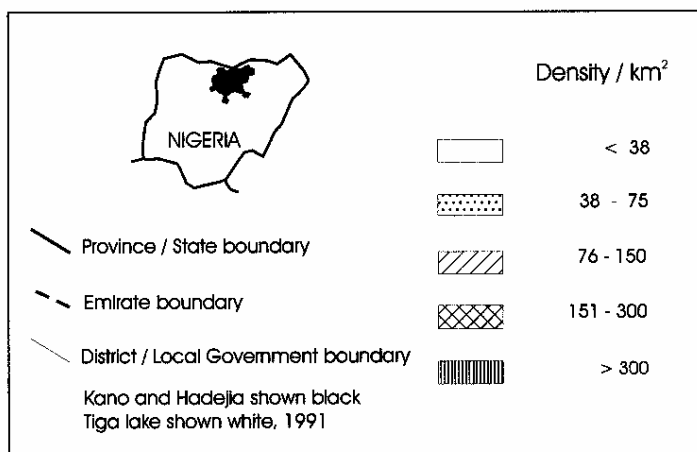 NIGERIA
Province / State boundary
Emirate boundary
District / Local Government boundary
Kano and Hadejia shown black
Tiga lake shown white, 1991
Density / km²
< 38
38 - 75
76 - 150
151 - 300
> 300